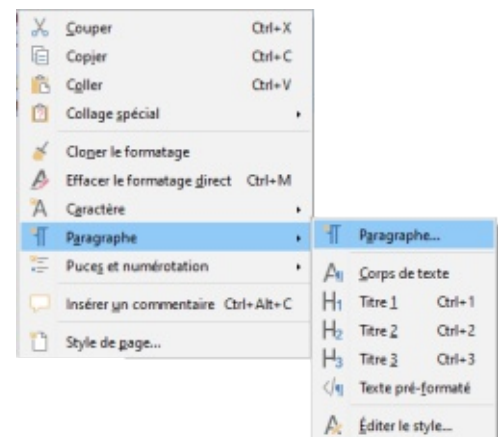 Couper Ctrl+X
Copier Ctrl+C
Coller Ctrl+V
Collage spécial
Cloner le formatage
Effacer le formatage direct Ctrl+M
Caractère
Paragraphe
Puces et numérotation
Insérer un commentaire Ctrl+Alt+C
Style de page...
Paragraphe...
Corps de texte
Titre 1 Ctrl+1
Titre 2 Ctrl+2
Titre 3 Ctrl+3
Texte pré-formaté
Éditer le style...